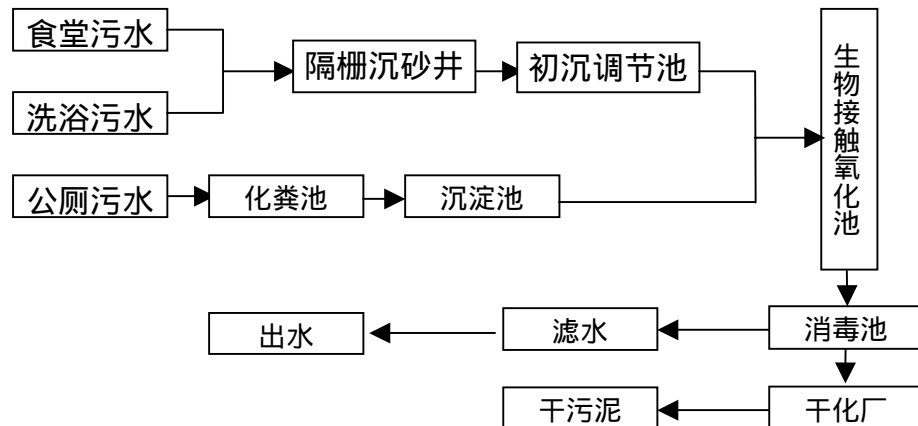 食堂污水
隔栅沉砂井
初沉调节池
洗浴污水
生物接触氧化池
公厕污水
化粪池
沉淀池
出水
滤水
消毒池
干污泥
干化厂